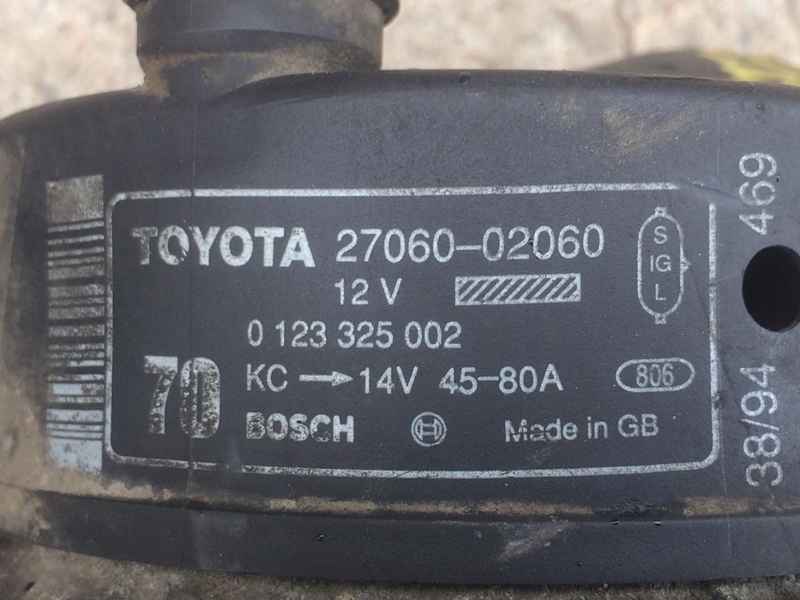 TOYOTA 27060-02060
12 V
0 123 325 002
70
KC → 14V 45-80A
806
BOSCH
Made in GB
S
IG
L
469
38/94